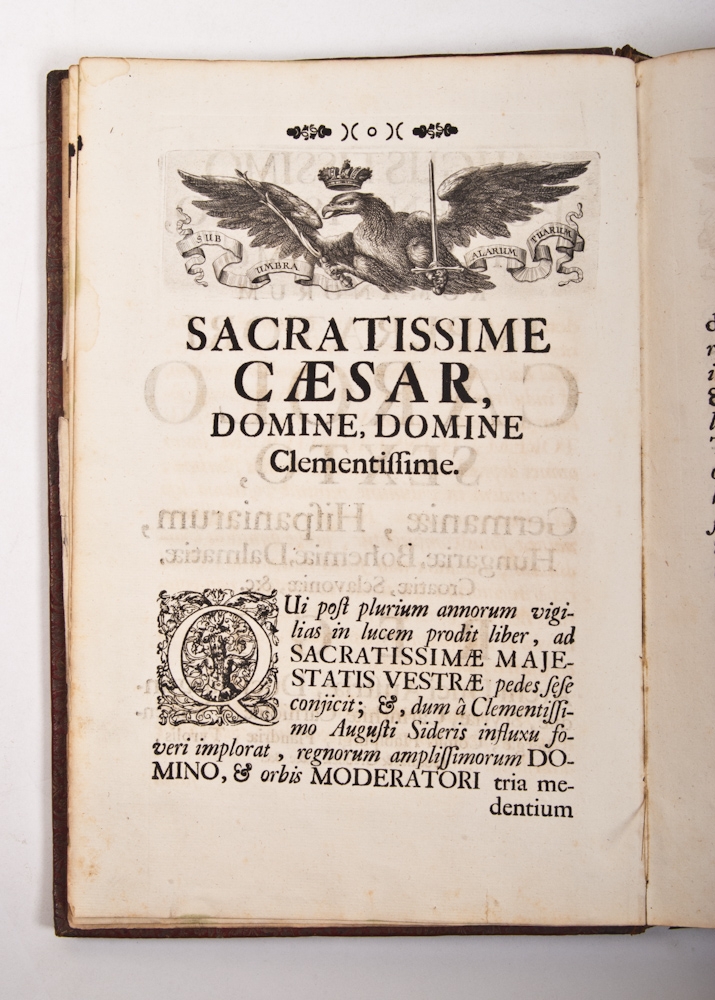 SUB UMBRA ALARUM TUARUM
SACRATISSIME
CÆSAR,
DOMINE, DOMINE
Clementiſſime.
QUi poſt plurium annorum vigi-
lias in lucem prodit liber, ad
SACRATISSIMÆ MAJE-
STATIS VESTRÆ pedes ſeſe
conjicit; &, dum à Clementiſſi-
mo Auguſti Sideris influxu fo-
veri implorat, regnorum ampliſſimorum DO-
MINO, & orbis MODERATORI tria me-
dentium